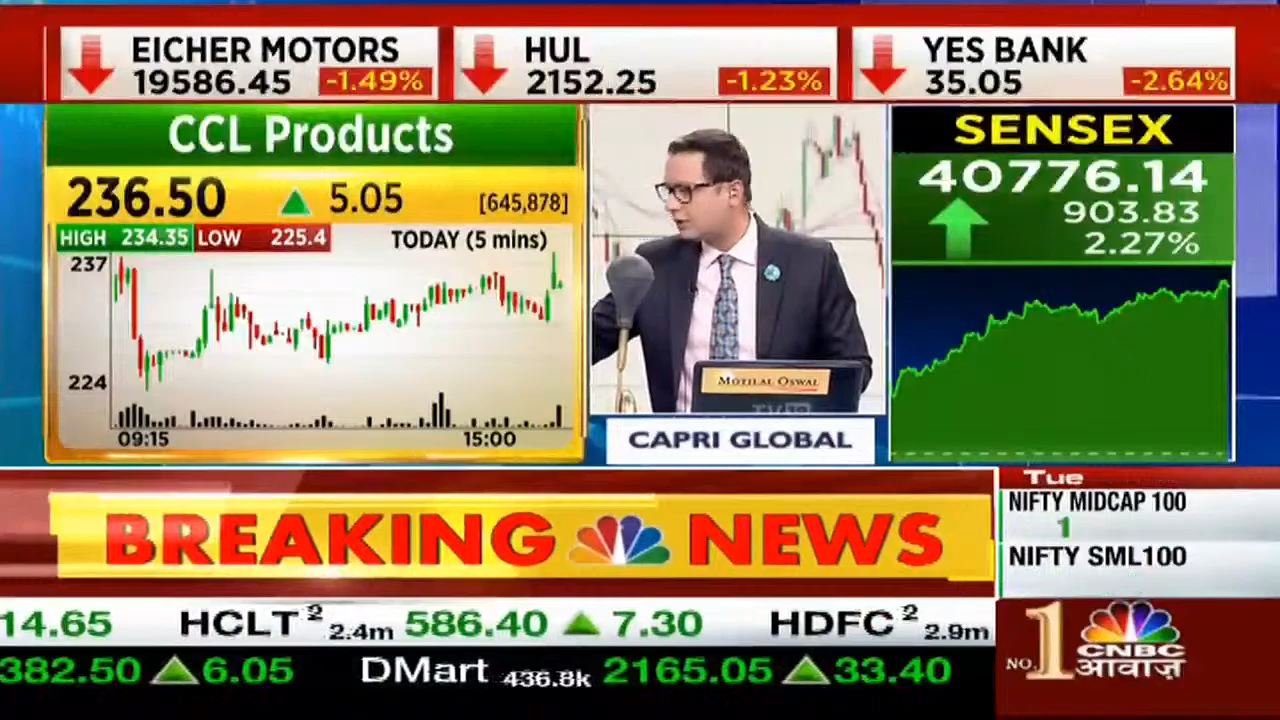 EICHER MOTORS
19586.45 -1.49%
HUL
2152.25 -1.23%
YES BANK
35.05 -2.64%
CCL Products
236.50 5.05 [645,878]
HIGH 234.35 LOW 225.4 TODAY (5 mins)
237
224
09:15 15:00
MOTILAL OSWAL
CAPRI GLOBAL
SENSEX
40776.14
903.83
2.27%
BREAKING NEWS
Tue
NIFTY MIDCAP 100
1
NIFTY SML100
14.65 HCLT 2 2.4m 586.40 7.30 HDFC 2 2.9m
382.50 6.05 DMart 436.8k 2165.05 33.40
NO. 1 CNBC
आवाज़